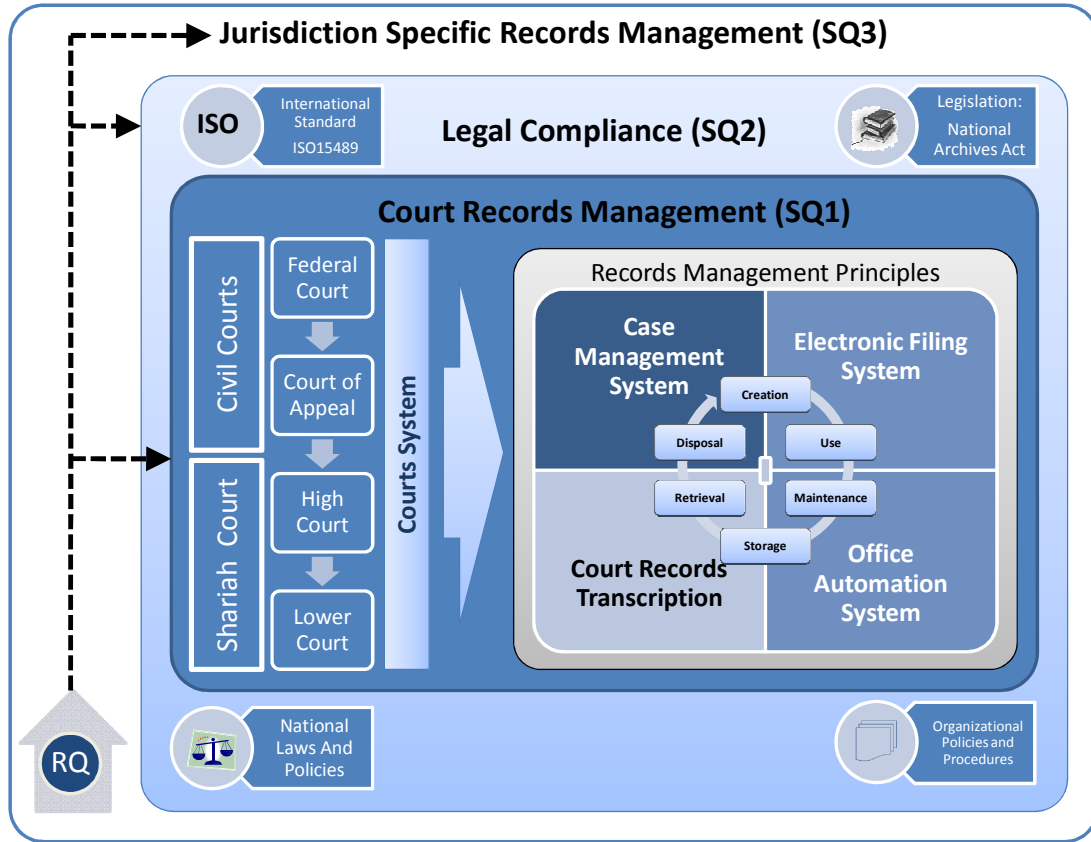 Jurisdiction Specific Records Management (SQ3)
ISO
International
Standard
ISO15489
Legal Compliance (SQ2)
Legislation:
National
Archives Act
Court Records Management (SQ1)
Civil Courts
Shariah Court
Federal
Court
Court of
Appeal
High
Court
Lower
Court
Courts System
Records Management Principles
Case
Management
System
Electronic Filing
System
Creation
Use
Maintenance
Storage
Retrieval
Disposal
Court Records
Transcription
Office
Automation
System
RQ
National
Laws And
Policies
Organizational
Policies and
Procedures